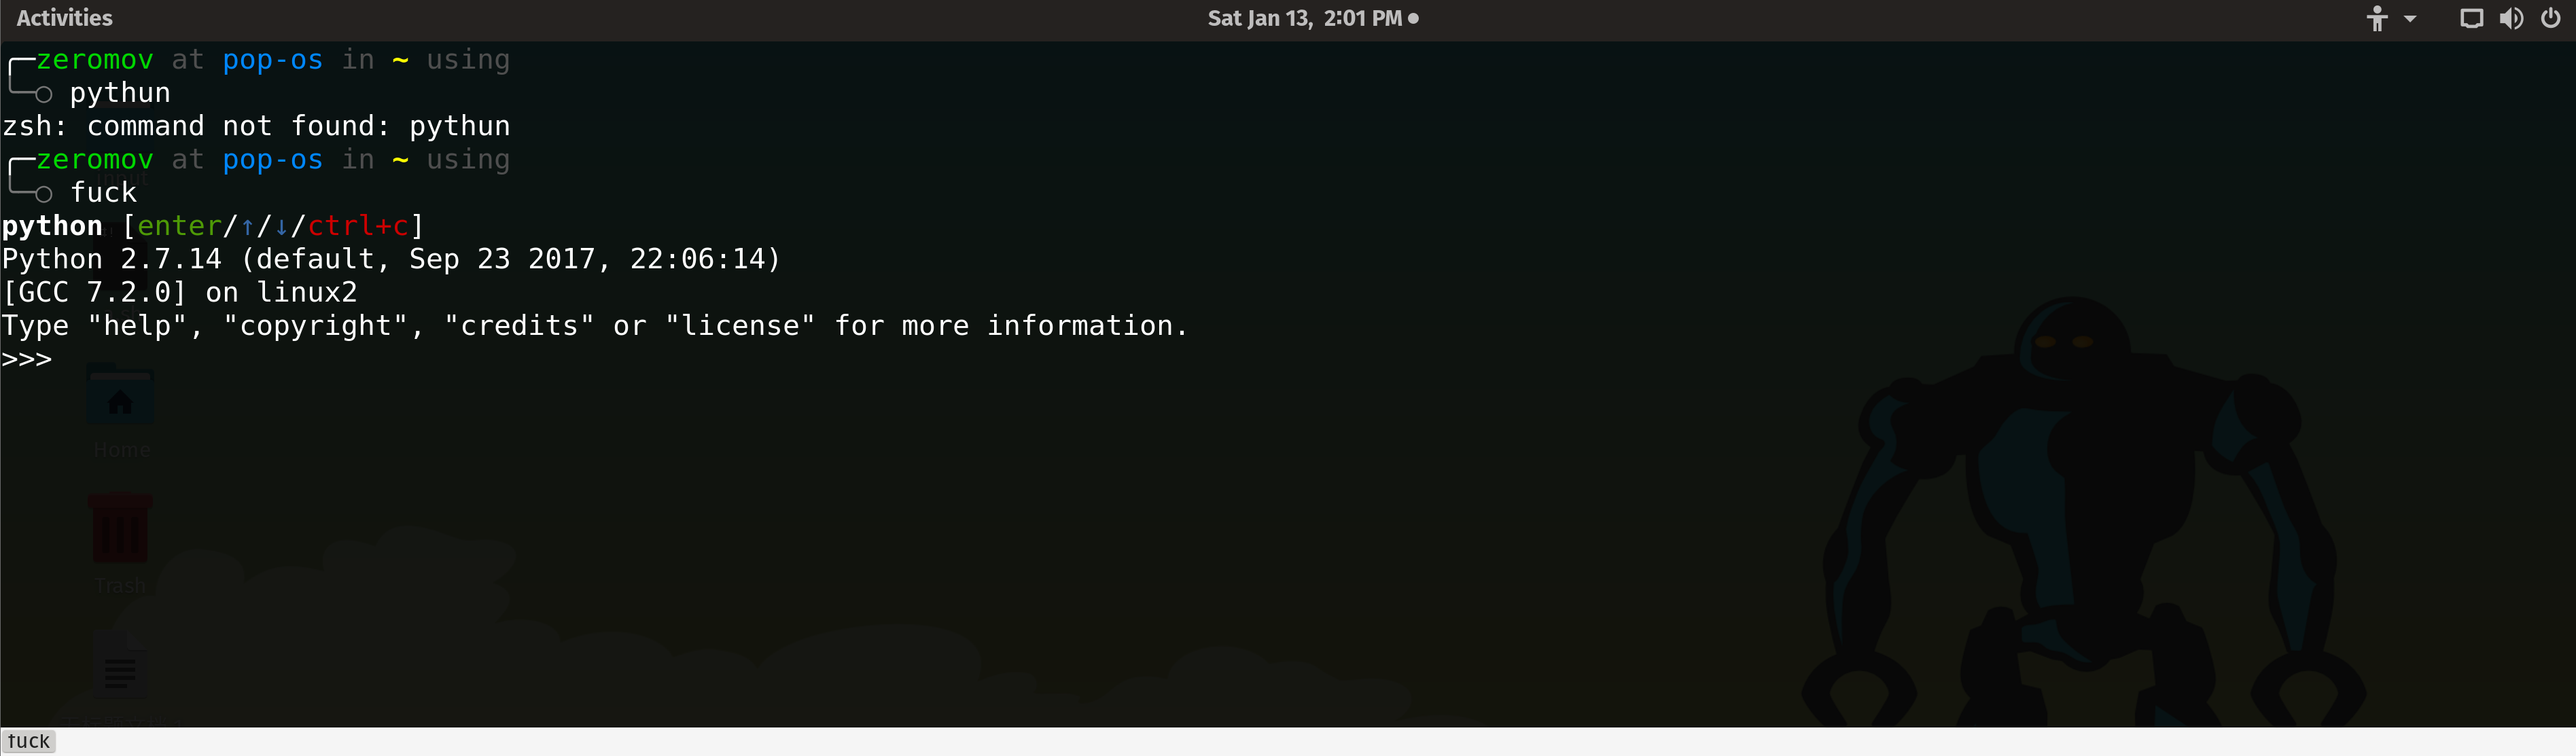 Activities
Sat Jan 13, 2:01 PM
zeromov at pop-os in ~ using
pythun
zsh: command not found: pythun
zeromov at pop-os in ~ using
fuck
python [enter/↑/↓/ctrl+c]
Python 2.7.14 (default, Sep 23 2017, 22:06:14)
[GCC 7.2.0] on linux2
Type "help", "copyright", "credits" or "license" for more information.
>>>
Home
Trash
fuck